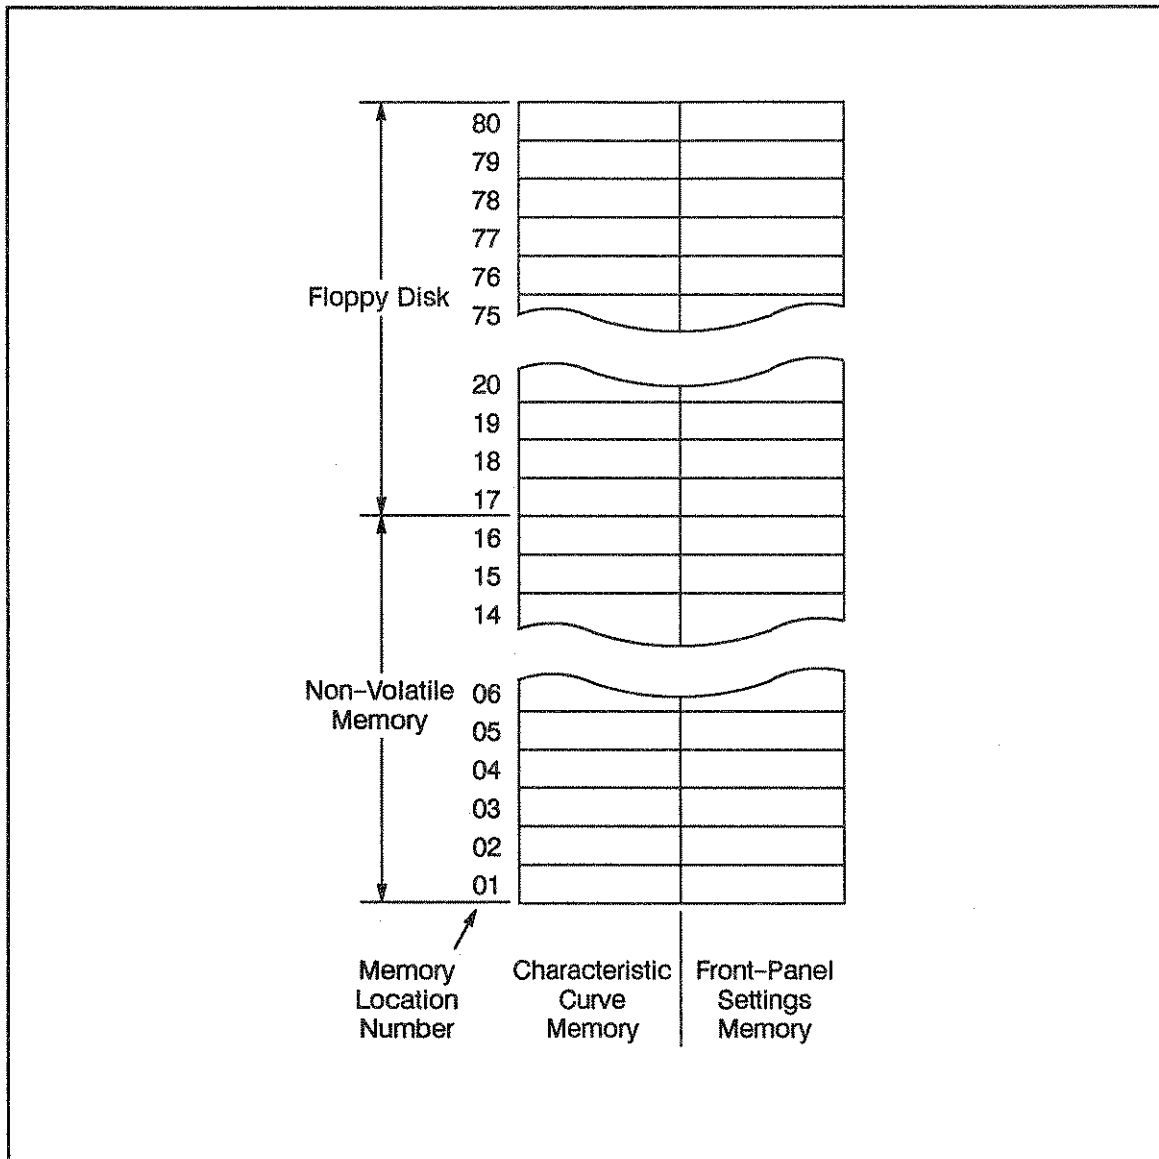 80
79
78
77
76
Floppy Disk
75
20
19
18
17
16
15
14
Non-Volatile
Memory
06
05
04
03
02
01
Memory
Location
Number
Characteristic
Curve
Memory
Front-Panel
Settings
Memory